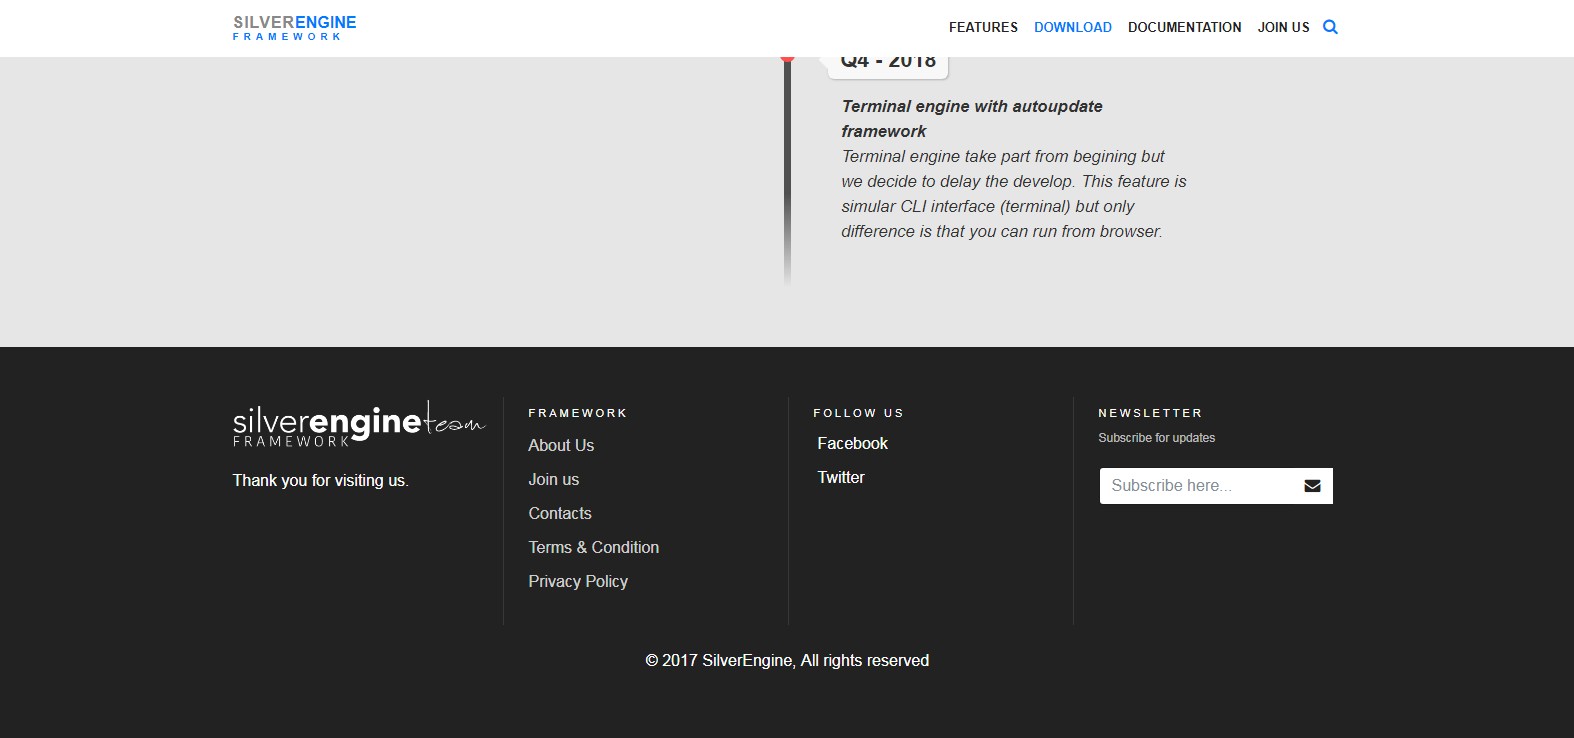 SILVERENGINE
FRAMEWORK
FEATURES DOWNLOAD DOCUMENTATION JOIN US
Q4 - 2018
Terminal engine with autoupdate
framework
Terminal engine take part from begining but
we decide to delay the develop. This feature is
simular CLI interface (terminal) but only
difference is that you can run from browser.
silverengineteam
FRAMEWORK
Thank you for visiting us.
FRAMEWORK
About Us
Join us
Contacts
Terms & Condition
Privacy Policy
FOLLOW US
Facebook
Twitter
NEWSLETTER
Subscribe for updates
Subscribe here...
© 2017 SilverEngine, All rights reserved